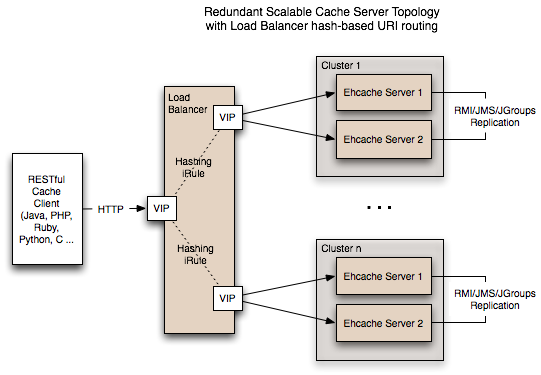 Redundant Scalable Cache Server Topology
with Load Balancer hash-based URI routing
Cluster 1
Ehcache Server 1
Ehcache Server 2
RMI/JMS/JGroups
Replication
Load
Balancer
VIP
Hashing
iRule
RESTful
Cache
Client
(Java, PHP,
Ruby,
Python, C ...
HTTP
VIP
Hashing
iRule
VIP
...
Cluster n
Ehcache Server 1
Ehcache Server 2
RMI/JMS/JGroups
Replication